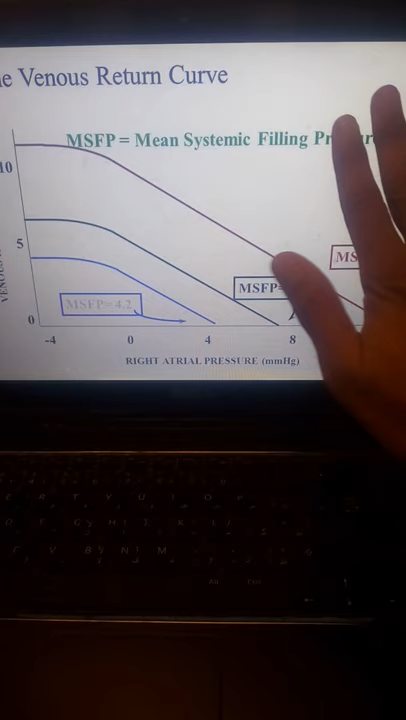 e Venous Return Curve
MSFP = Mean Systemic Filling
10
5
0
MSFP=4.2
MSFP=
MS
-4 0 4 8
RIGHT ATRIAL PRESSURE (mmHg)